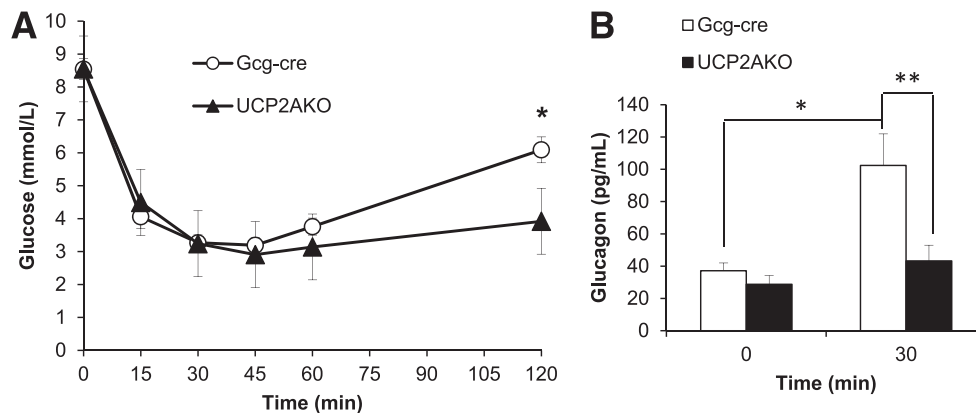 A
Gcg-cre
UCP2AKO
Glucose (mmol/L)
10
9
8
7
6
5
4
3
2
1
0
*
0 15 30 45 60 75 90 105 120
Time (min)
B
Gcg-cre
UCP2AKO
Glucagon (pg/mL)
140
120
100
80
60
40
20
0
*
**
0 30
Time (min)